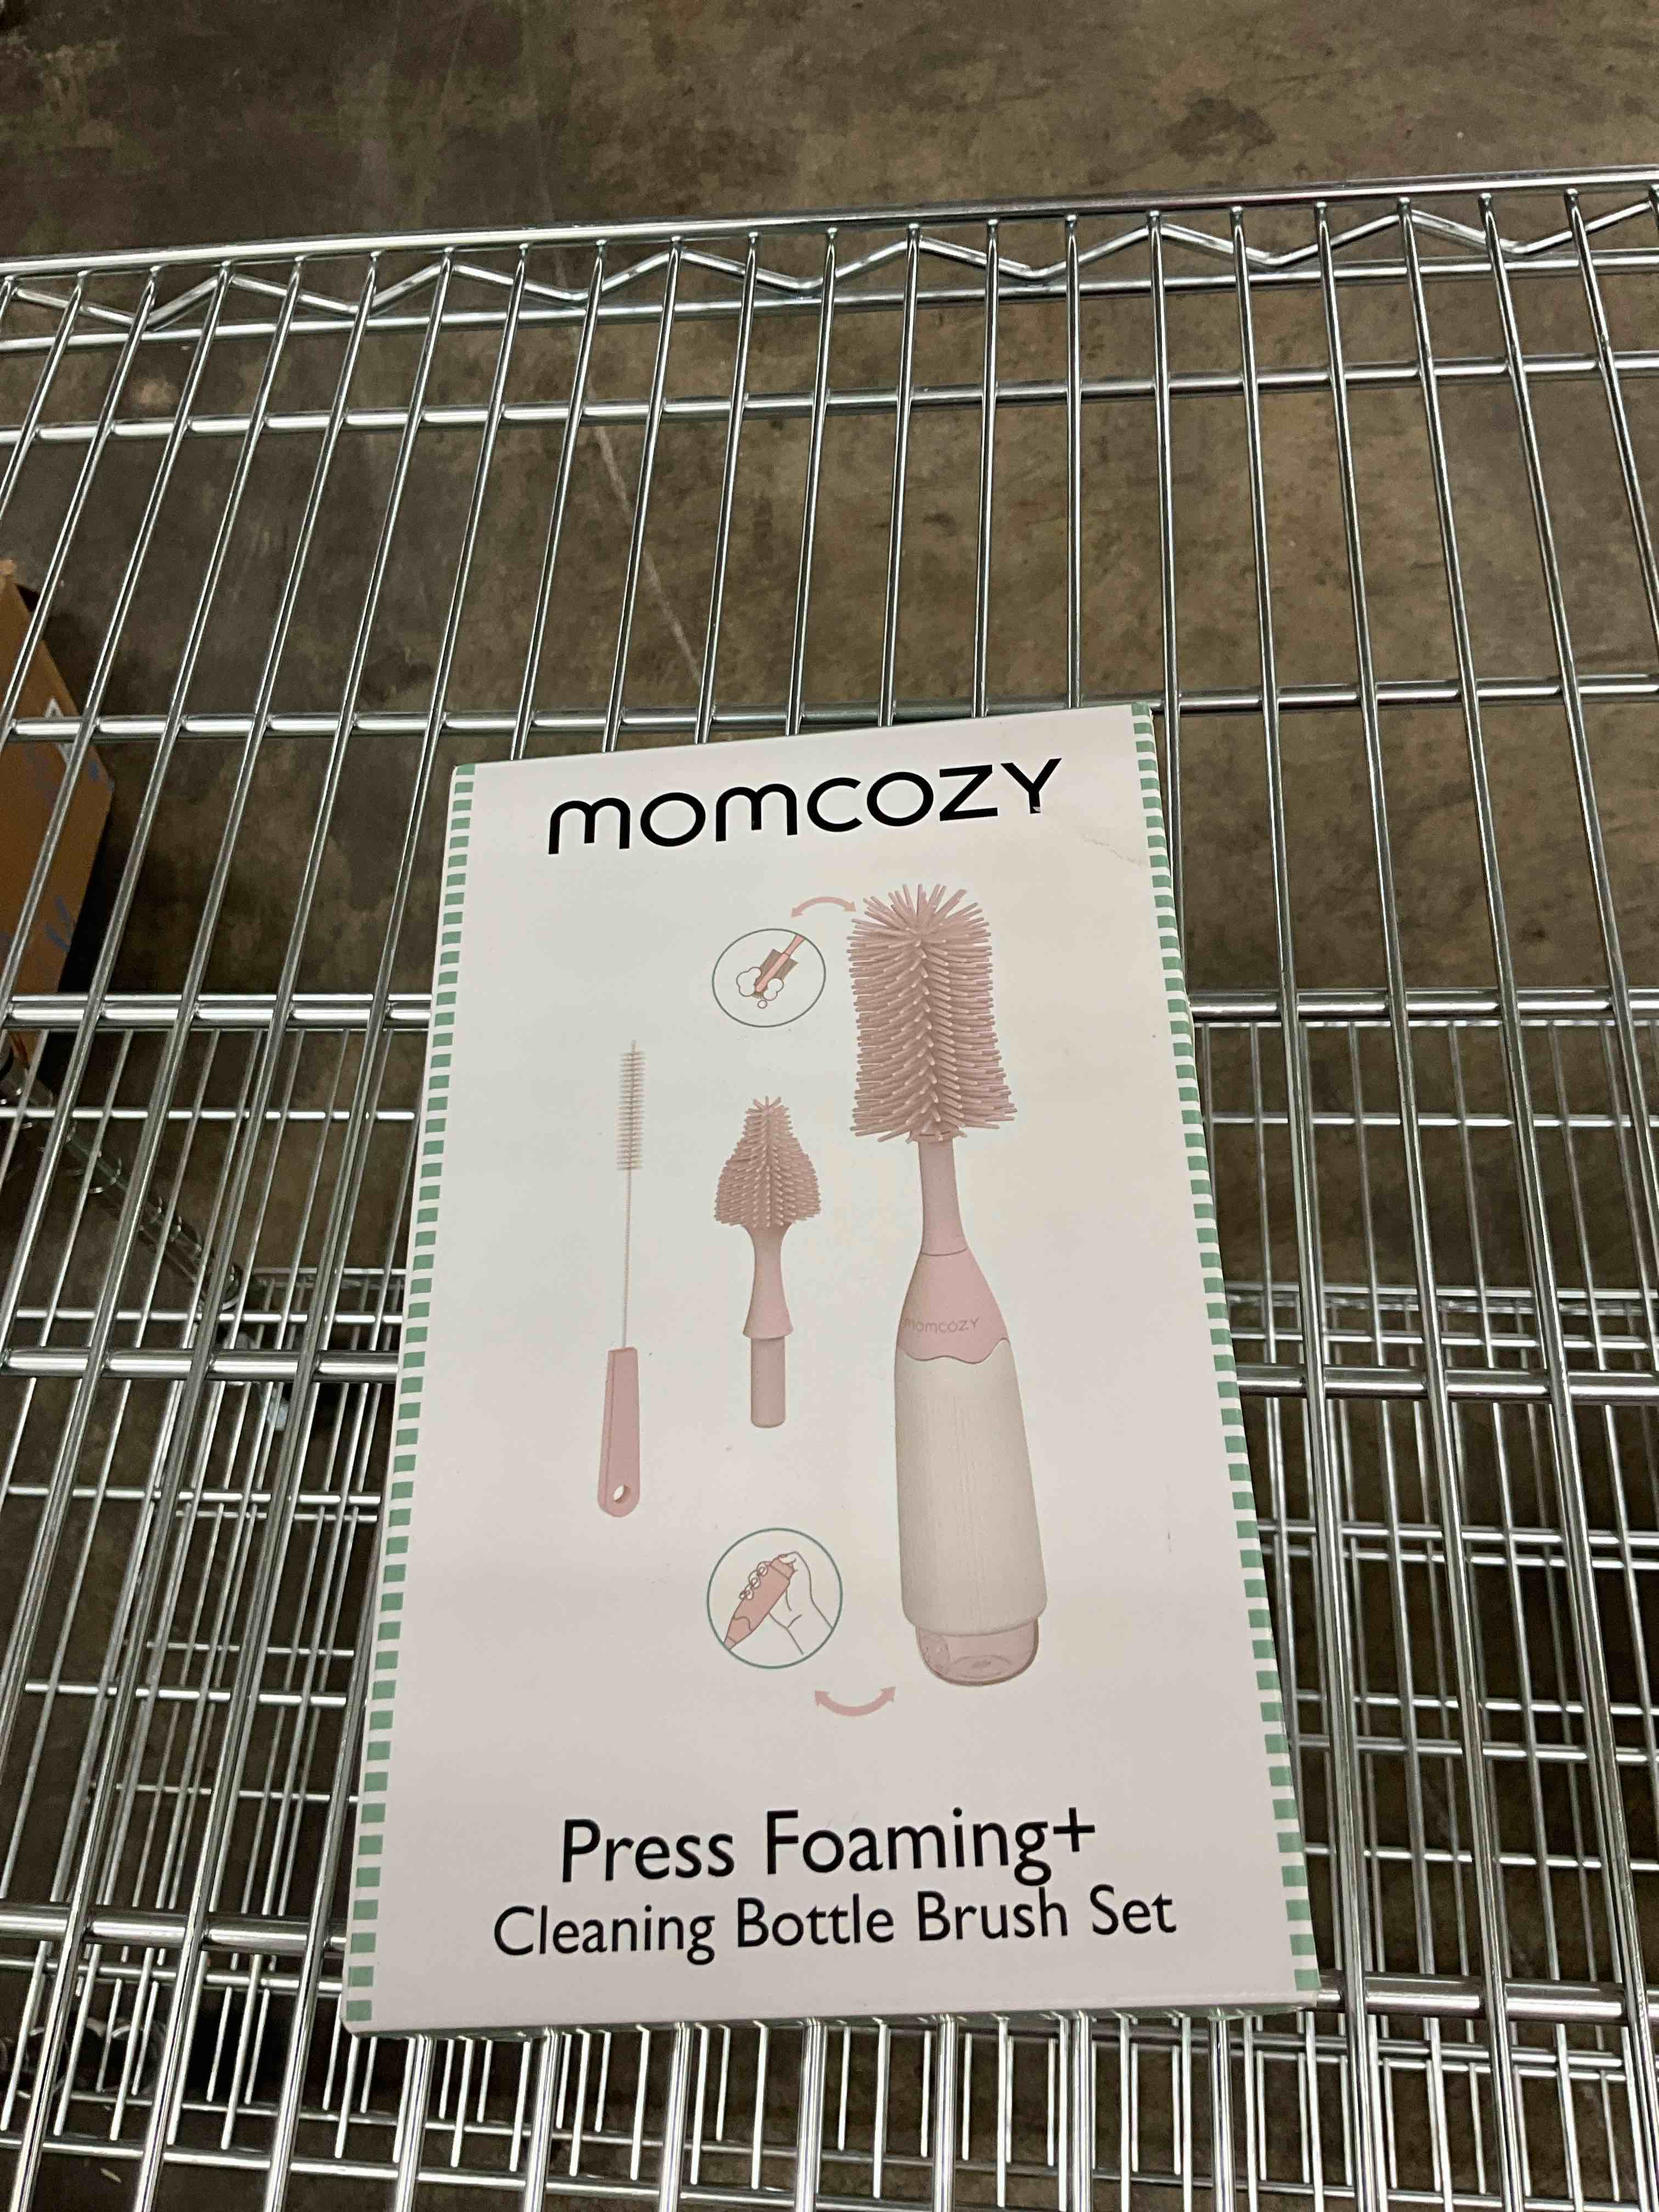 momcozy
momcozy
Press Foaming+
Cleaning Bottle Brush Set